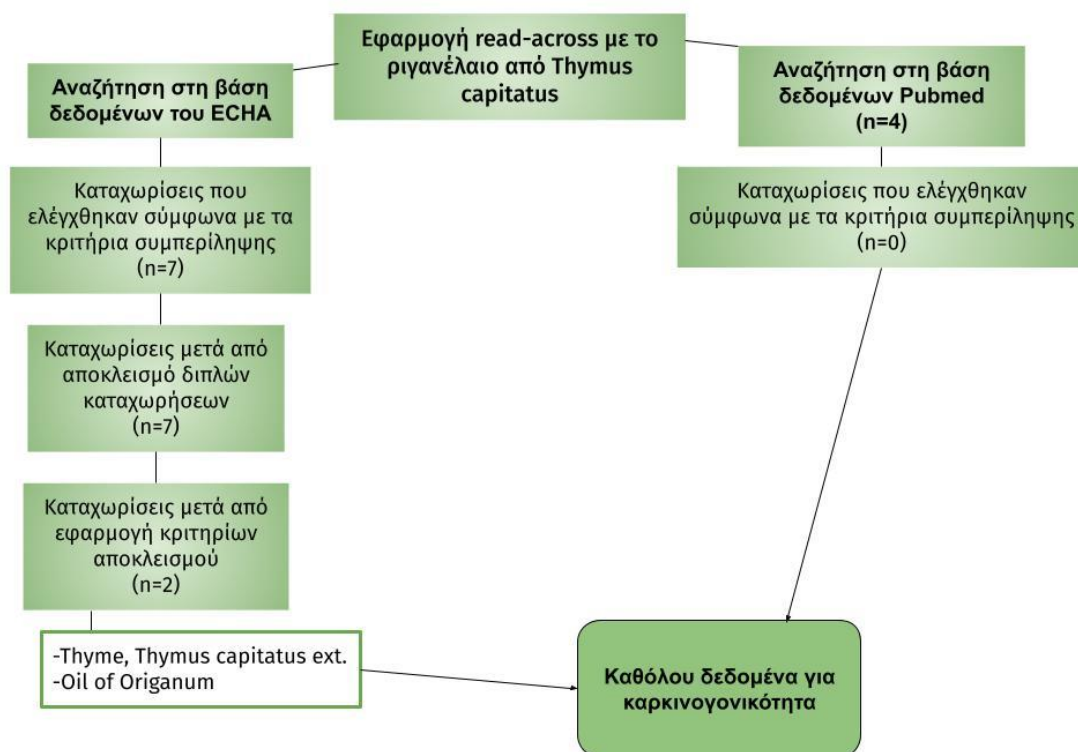 Εφαρμογή read-across με το
ριγανέλαιο από Thymus
capitatus
Αναζήτηση στη βάση
δεδομένων του ECHA
Καταχωρίσεις που
ελέγχθηκαν σύμφωνα με τα
κριτήρια συμπερίληψης
(n=7)
Καταχωρίσεις μετά από
αποκλεισμό διπλών
καταχωρήσεων
(n=7)
Καταχωρίσεις μετά από
εφαρμογή κριτηρίων
αποκλεισμού
(n=2)
-Thyme, Thymus capitatus ext.
-Oil of Origanum
Αναζήτηση στη βάση
δεδομένων Pubmed
(n=4)
Καταχωρίσεις που ελέγχθηκαν
σύμφωνα με τα κριτήρια συμπερίληψης
(n=0)
Καθόλου δεδομένα για
καρκινογονικότητα